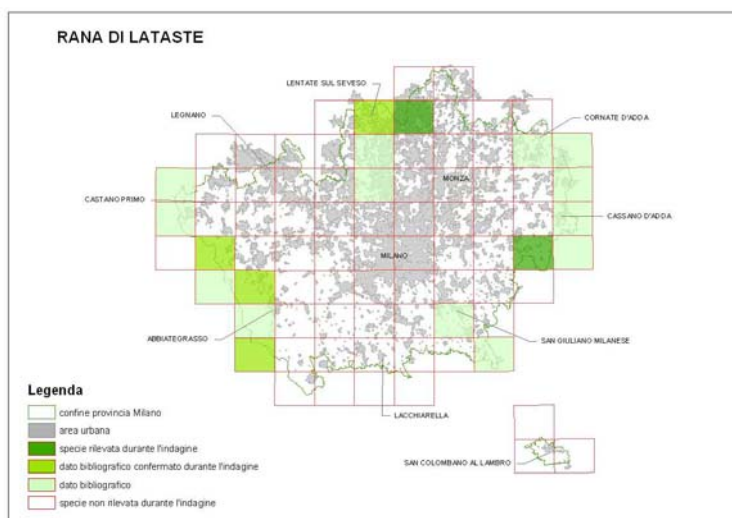 RANA DI LATASTE
LENTATE SUL SEVESO
LEGNANO
CORNATE D'ADDA
MONZA
CASTANO PRIMO
CASSANO D'ADDA
MILANO
ABBIATEGRASSO
SAN GIULIANO MILANESE
LACCHIARELLA
SAN COLOMBANO AL LAMBRO
Legenda
confine provincia Milano
area urbana
specie rilevata durante l'indagine
dato bibliografico confermato durante l'indagine
dato bibliografico
specie non rilevata durante l'indagine